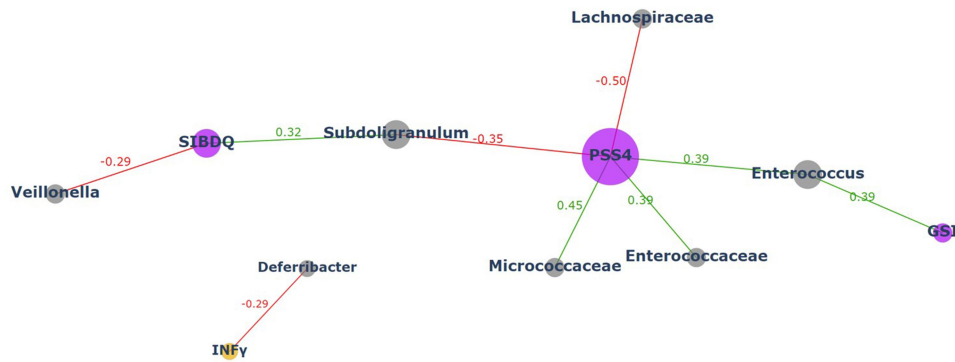 Lachnospiraceae
-0.50
SIBDQ
0.32
Subdoligranulum
-0.35
PSS4
0.39
Enterococcus
-0.29
Veillonella
0.45
0.39
0.39
GSI
Deferribacter
Micrococcaceae
Enterococcaceae
-0.29
INFγ